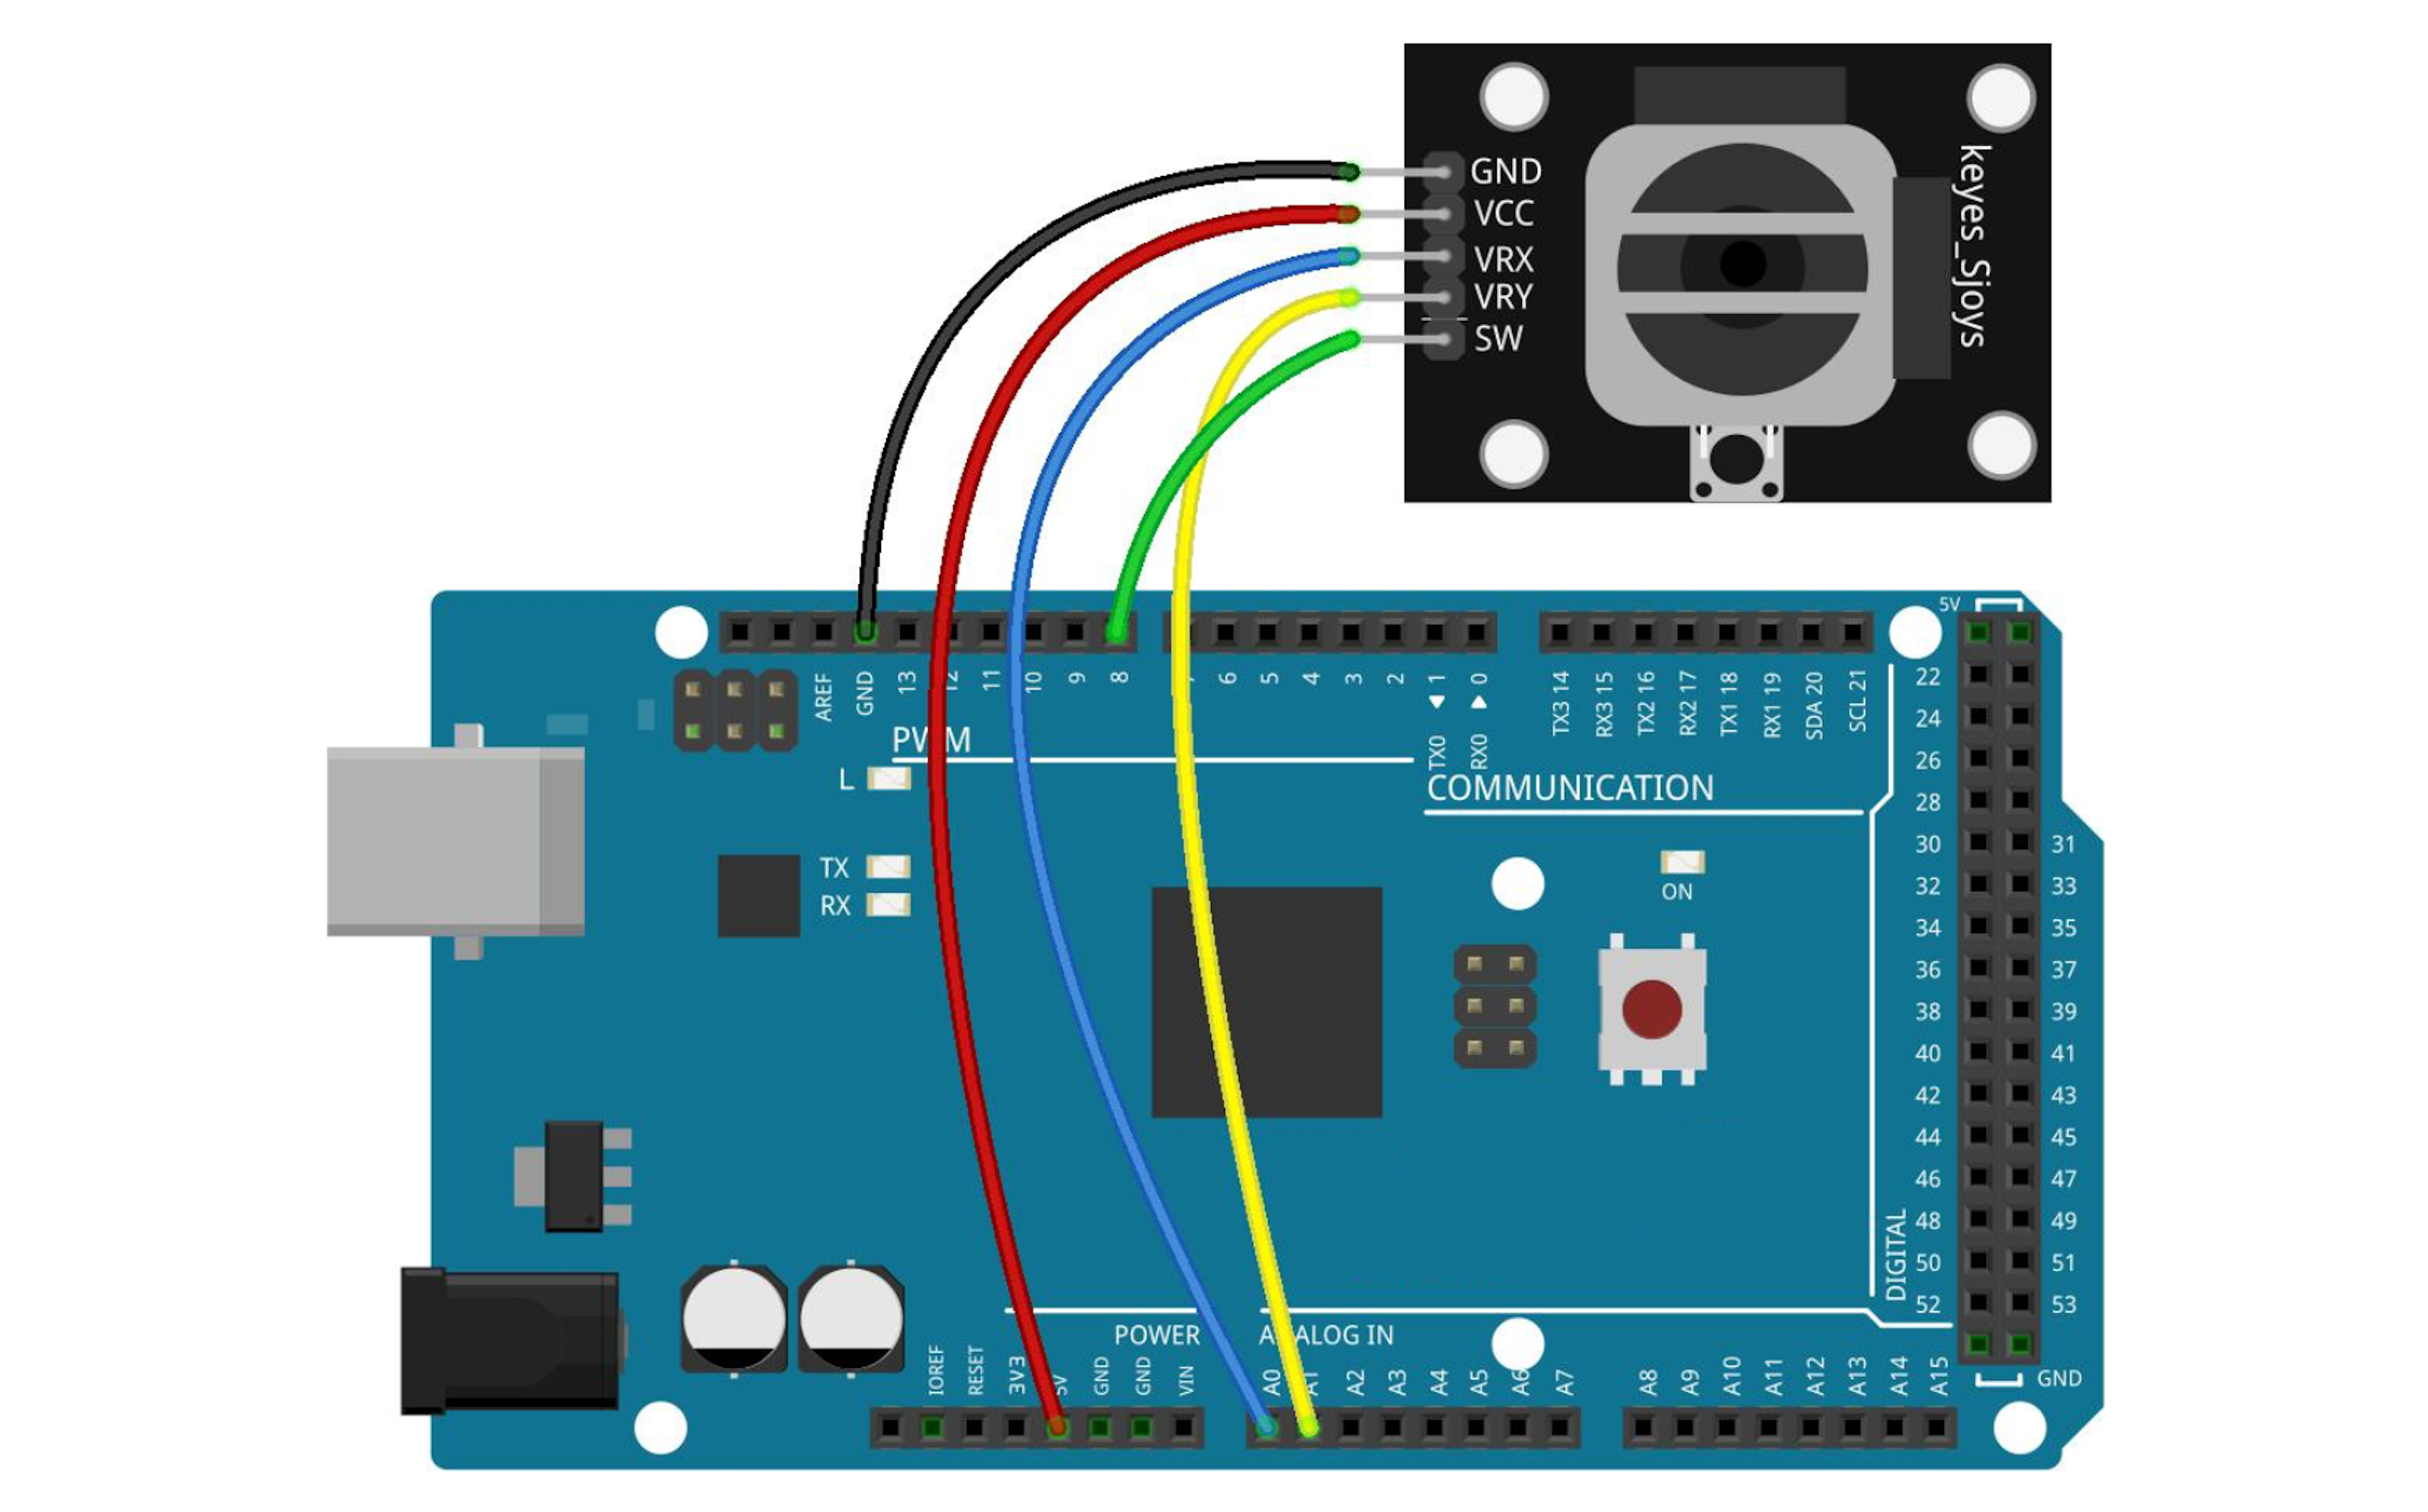 GND
VCC
VRX
VRY
SW
keyes_Sjoys
5V
AREF
GND
13
12
11
10
9
8
6
5
4
3
2
TX0 ◀ 1
RX0 ▶ 0
TX3 14
RX3 15
TX2 16
RX2 17
TX1 18
RX1 19
SDA 20
SCL 21
PWM
COMMUNICATION
L
TX
RX
ON
22
24
26
28
30 31
32 33
34 35
36 37
38 39
40 41
42 43
44 45
46 47
48 49
50 51
52 53
DIGITAL
GND
POWER
ANALOG IN
IOREF
RESET
3V3
5V
GND
GND
VIN
A0
A1
A2
A3
A4
A5
A6
A7
A8
A9
A10
A11
A12
A13
A14
A15